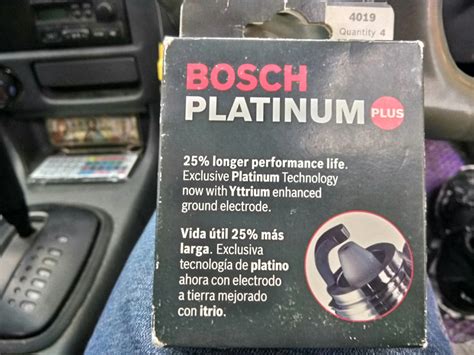 4019
Quantity 4
BOSCH
PLATINUM PLUS
25% longer performance life.
Exclusive Platinum Technology
now with Yttrium enhanced
ground electrode.
Vida útil 25% más
larga. Exclusiva
tecnología de platino
ahora con electrodo
a tierra mejorado
con itrio.